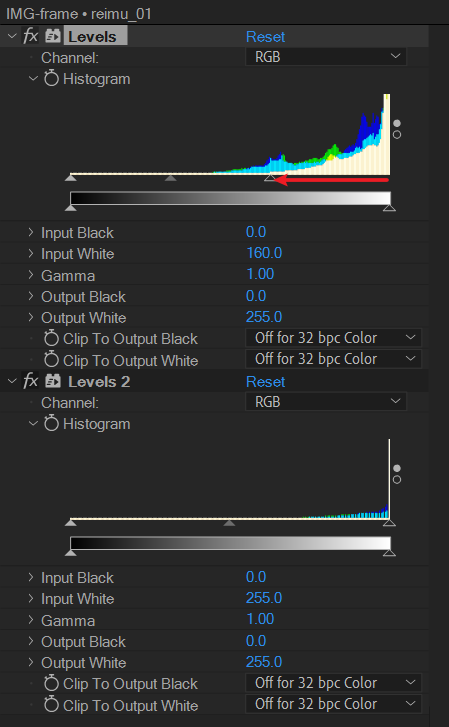 IMG-frame • reimu_01
fx Levels Reset
Channel: RGB
Histogram
Input Black 0.0
Input White 160.0
Gamma 1.00
Output Black 0.0
Output White 255.0
Clip To Output Black Off for 32 bpc Color
Clip To Output White Off for 32 bpc Color
fx Levels 2 Reset
Channel: RGB
Histogram
Input Black 0.0
Input White 255.0
Gamma 1.00
Output Black 0.0
Output White 255.0
Clip To Output Black Off for 32 bpc Color
Clip To Output White Off for 32 bpc Color